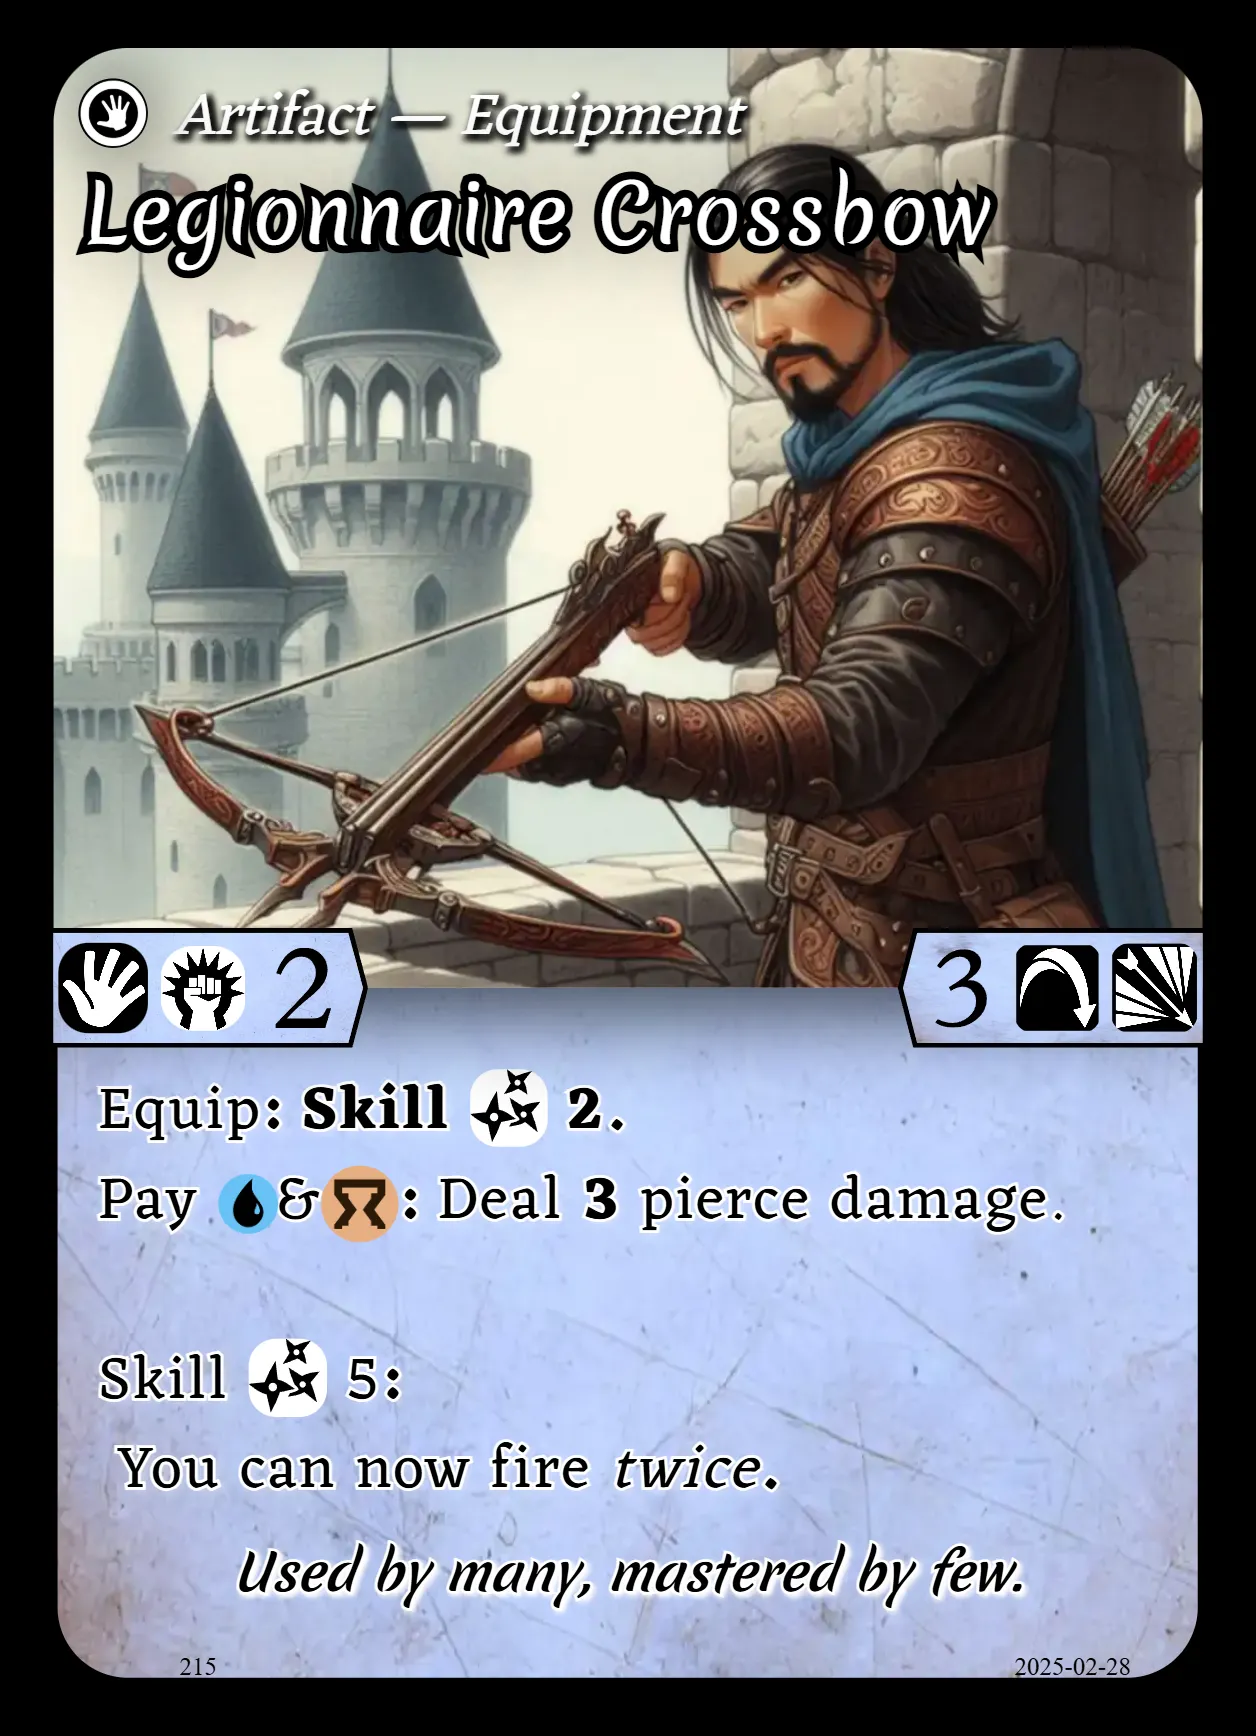 Artifact — Equipment
Legionnaire Crossbow
2
3
Equip: Skill 2.
Pay &: Deal 3 pierce damage.
Skill 5:
You can now fire twice.
Used by many, mastered by few.
215
2025-02-28